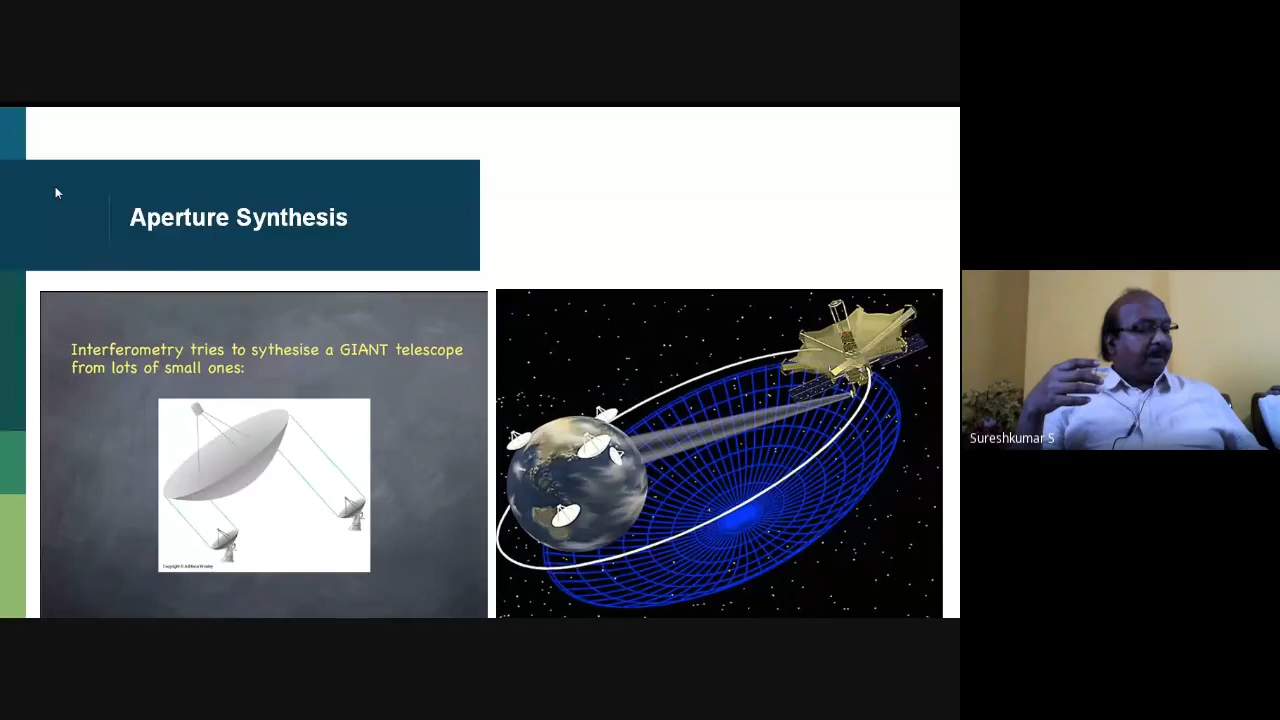 Aperture Synthesis
Interferometry tries to sythesise a GIANT telescope
from lots of small ones:
Sureshkumar S